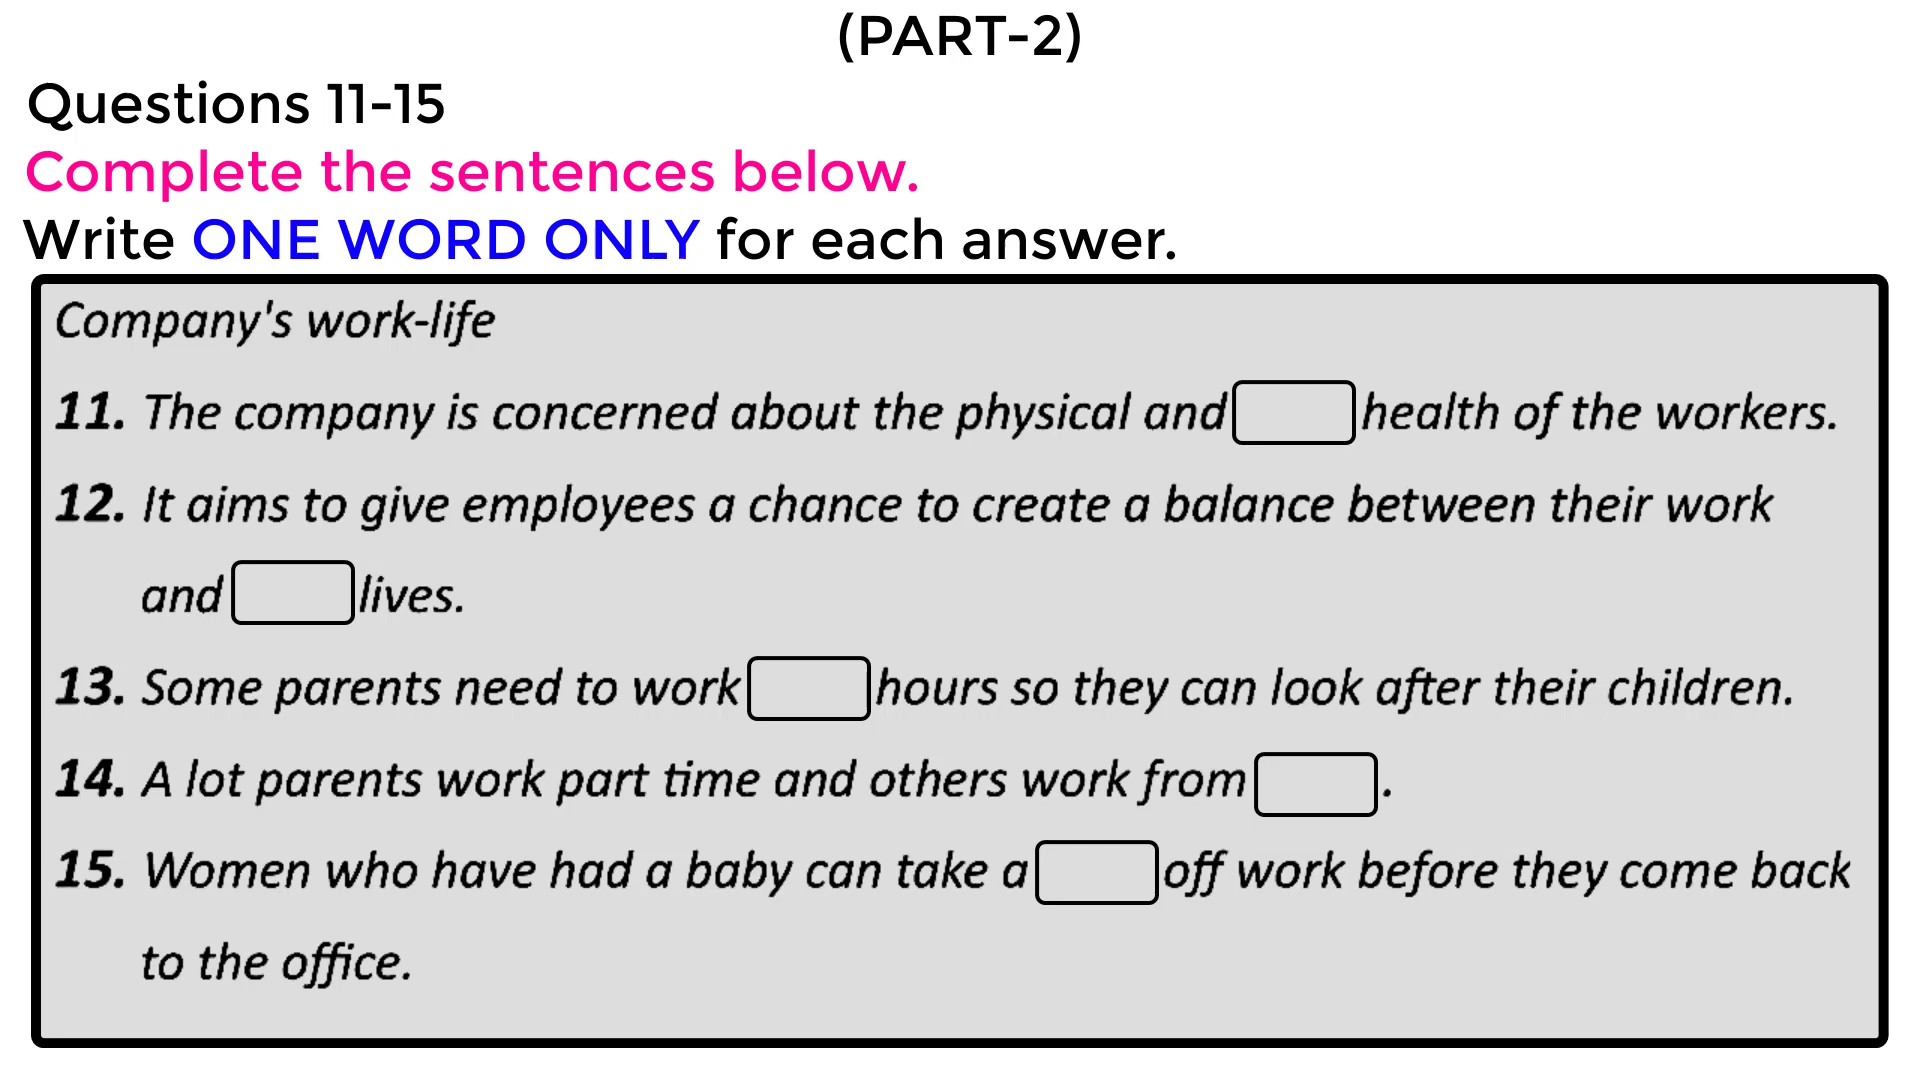 (PART-2)
Questions 11-15
Complete the sentences below.
Write ONE WORD ONLY for each answer.
Company's work-life
11. The company is concerned about the physical and health of the workers.
12. It aims to give employees a chance to create a balance between their work
and lives.
13. Some parents need to work hours so they can look after their children.
14. A lot parents work part time and others work from .
15. Women who have had a baby can take a off work before they come back
to the office.